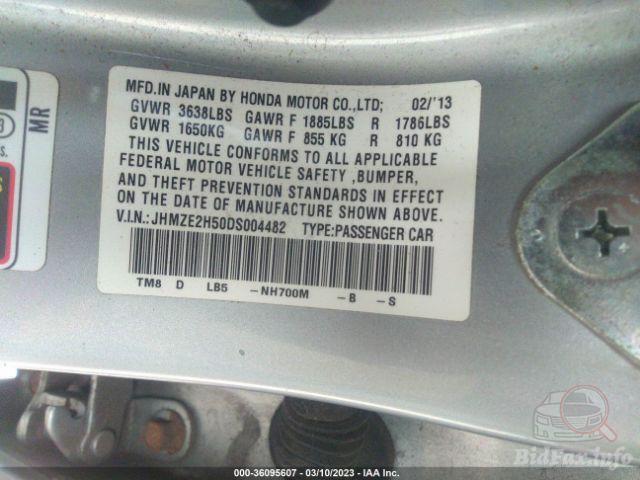 MFD.IN JAPAN BY HONDA MOTOR CO.,LTD; 02/'13
GVWR 3638LBS GAWR F 1885LBS R 1786LBS
GVWR 1650KG GAWR F 855 KG R 810 KG
THIS VEHICLE CONFORMS TO ALL APPLICABLE
FEDERAL MOTOR VEHICLE SAFETY ,BUMPER,
AND THEFT PREVENTION STANDARDS IN EFFECT
ON THE DATE OF MANUFACTURE SHOWN ABOVE.
V.I.N.:JHMZE2H50DS004482 TYPE:PASSENGER CAR
TM8 D LB5 -NH700M -B -S
MR
S.
000-36095607 - 03/10/2023 - IAA Inc.
BidFax.info